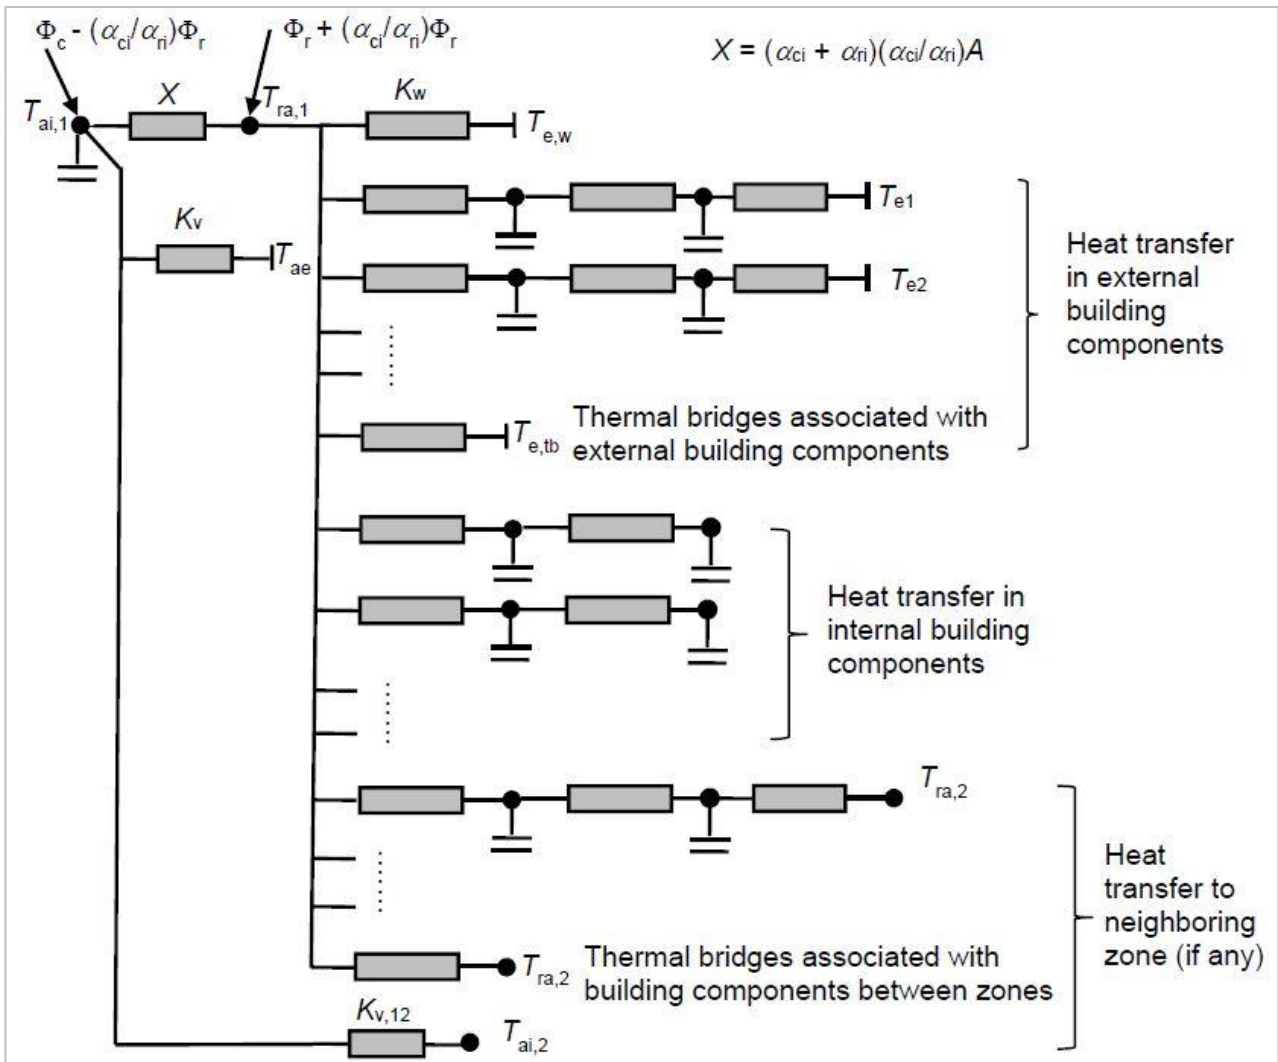 Φc - (αci/αri)Φr
Φr + (αci/αri)Φr
X = (αci + αri)(αci/αri)A
Tai,1
X
Tra,1
Kw
Te,w
Te1
Kv
Tae
Te2
Heat transfer
in external
building
components
Thermal bridges associated with
external building components
Te,tb
Heat transfer in
internal building
components
Tra,2
Heat
transfer to
neighboring
zone (if any)
Tra,2
Thermal bridges associated with
building components between zones
Kv,12
Tai,2